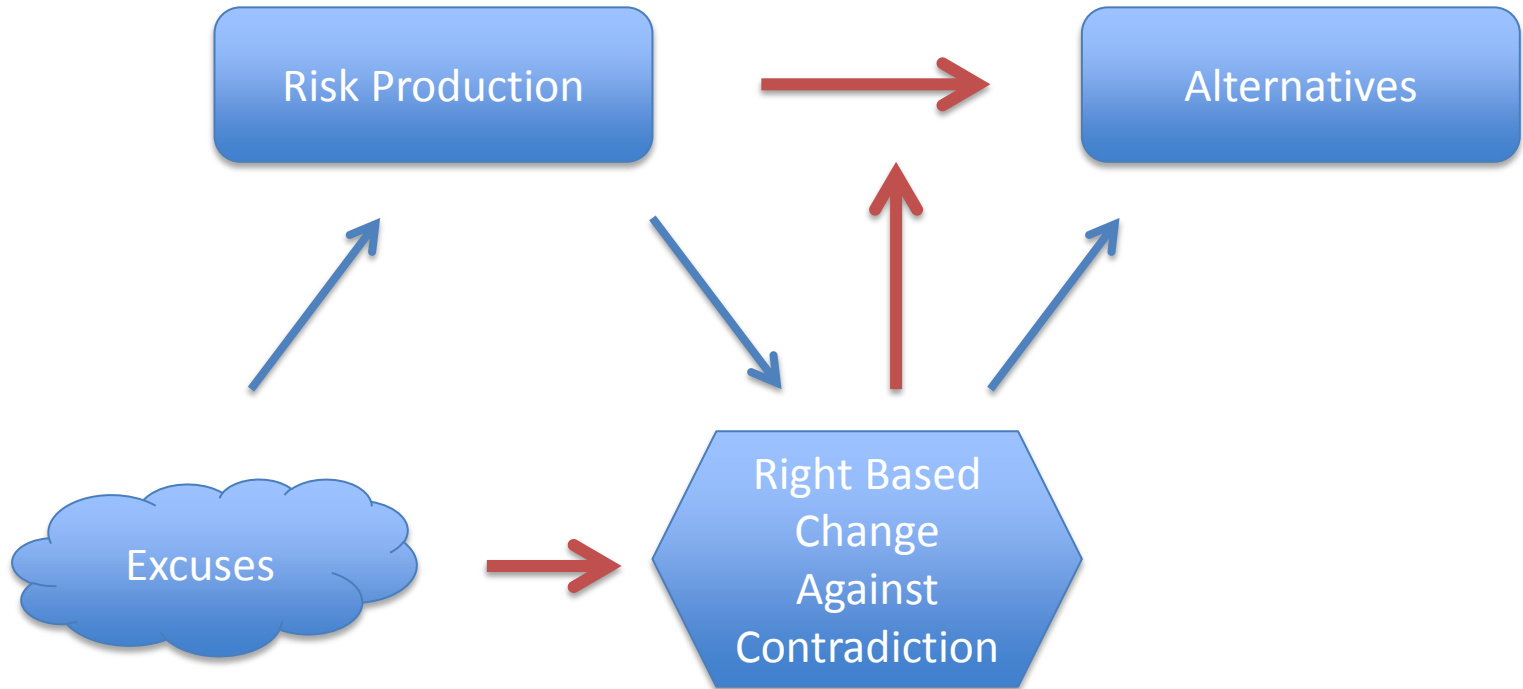 Risk Production
Alternatives
Excuses
Right Based
Change
Against
Contradiction